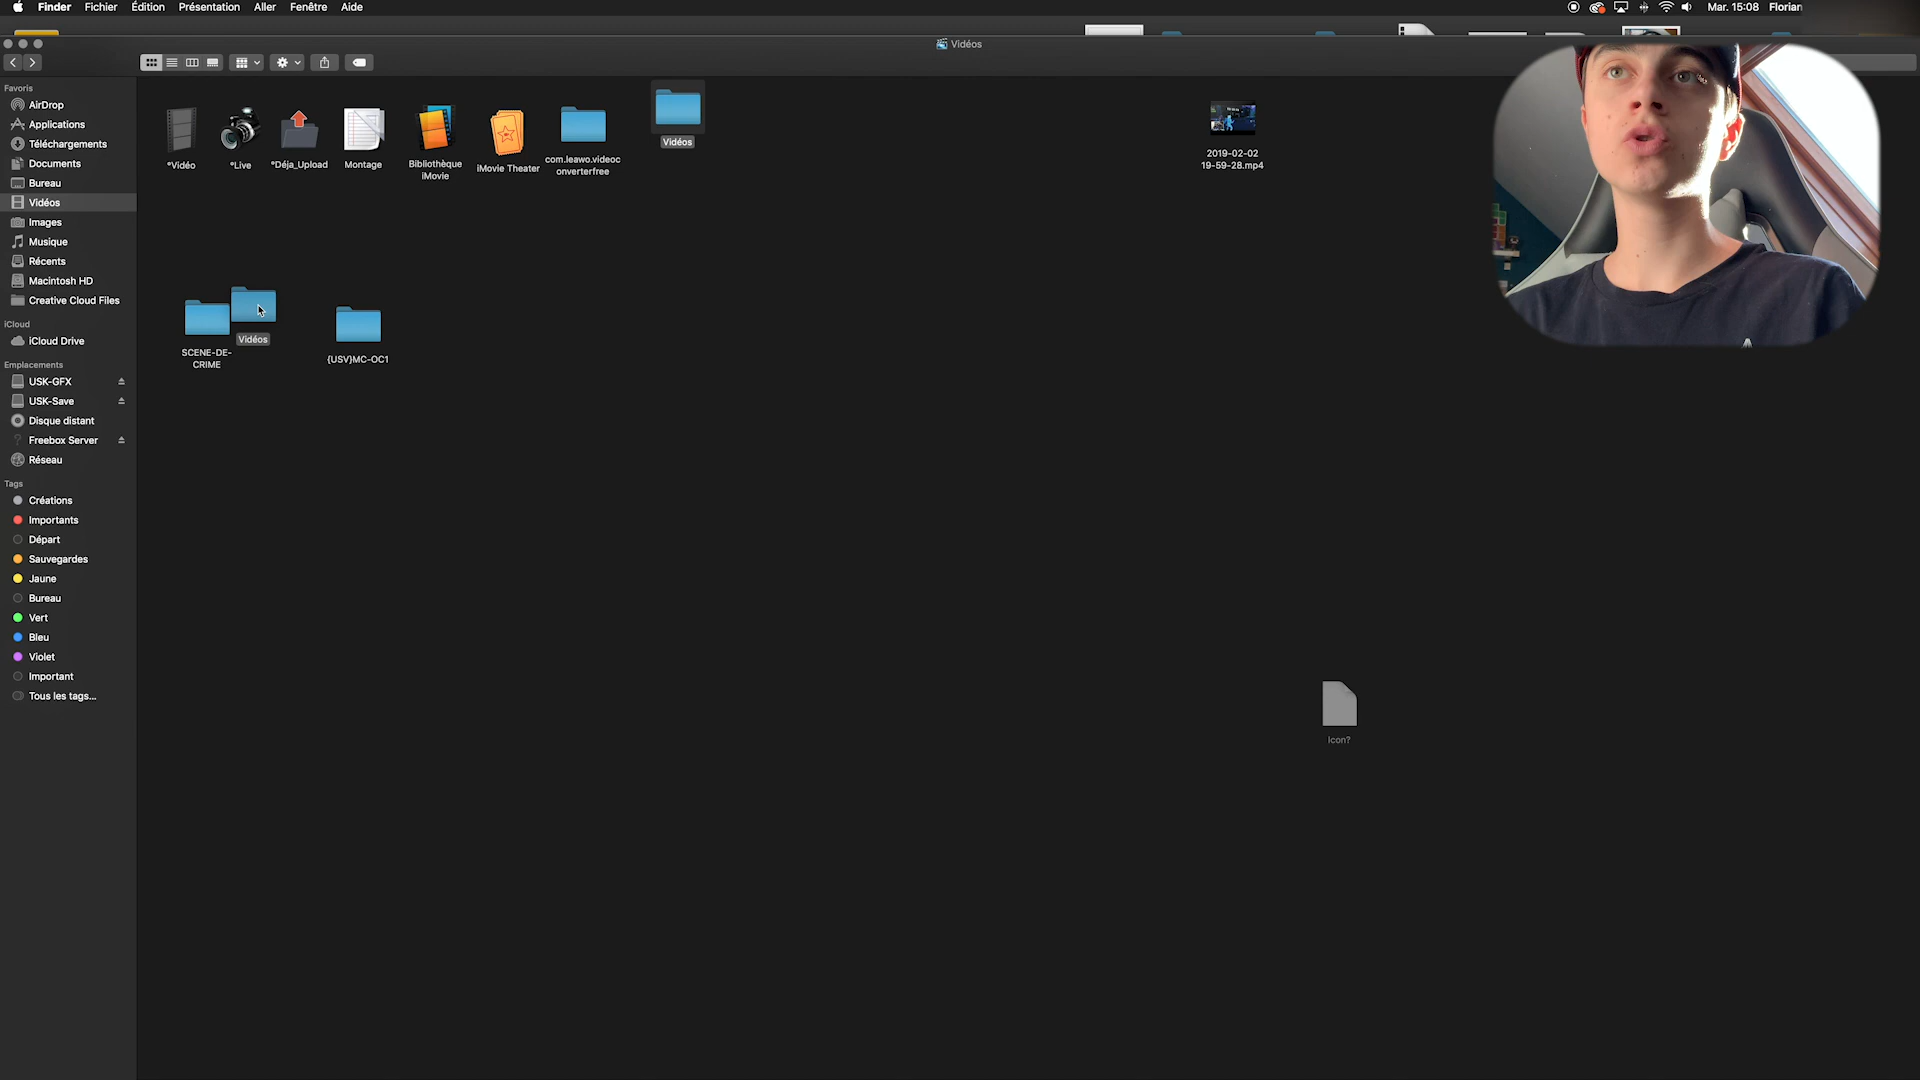 Finder Fichier Édition Présentation Aller Fenêtre Aide
Mar. 15:08 Florian
Vidéos
Favoris
AirDrop
Applications
Téléchargements
Documents
Bureau
Vidéos
Images
Musique
Récents
Macintosh HD
Creative Cloud Files
iCloud
iCloud Drive
Emplacements
USK-GFX
USK-Save
Disque distant
Freebox Server
Réseau
Tags
Créations
Importants
Départ
Sauvegardes
Jaune
Bureau
Vert
Bleu
Violet
Important
Tous les tags...
°Vidéo
°Live
°Déja_Upload
Montage
Bibliothèque
iMovie
iMovie Theater
com.leawo.videoc
onverterfree
Vidéos
2019-02-02
19-59-28.mp4
SCENE-DE-
CRIME
Vidéos
{USV}MC-OC1
Icon?